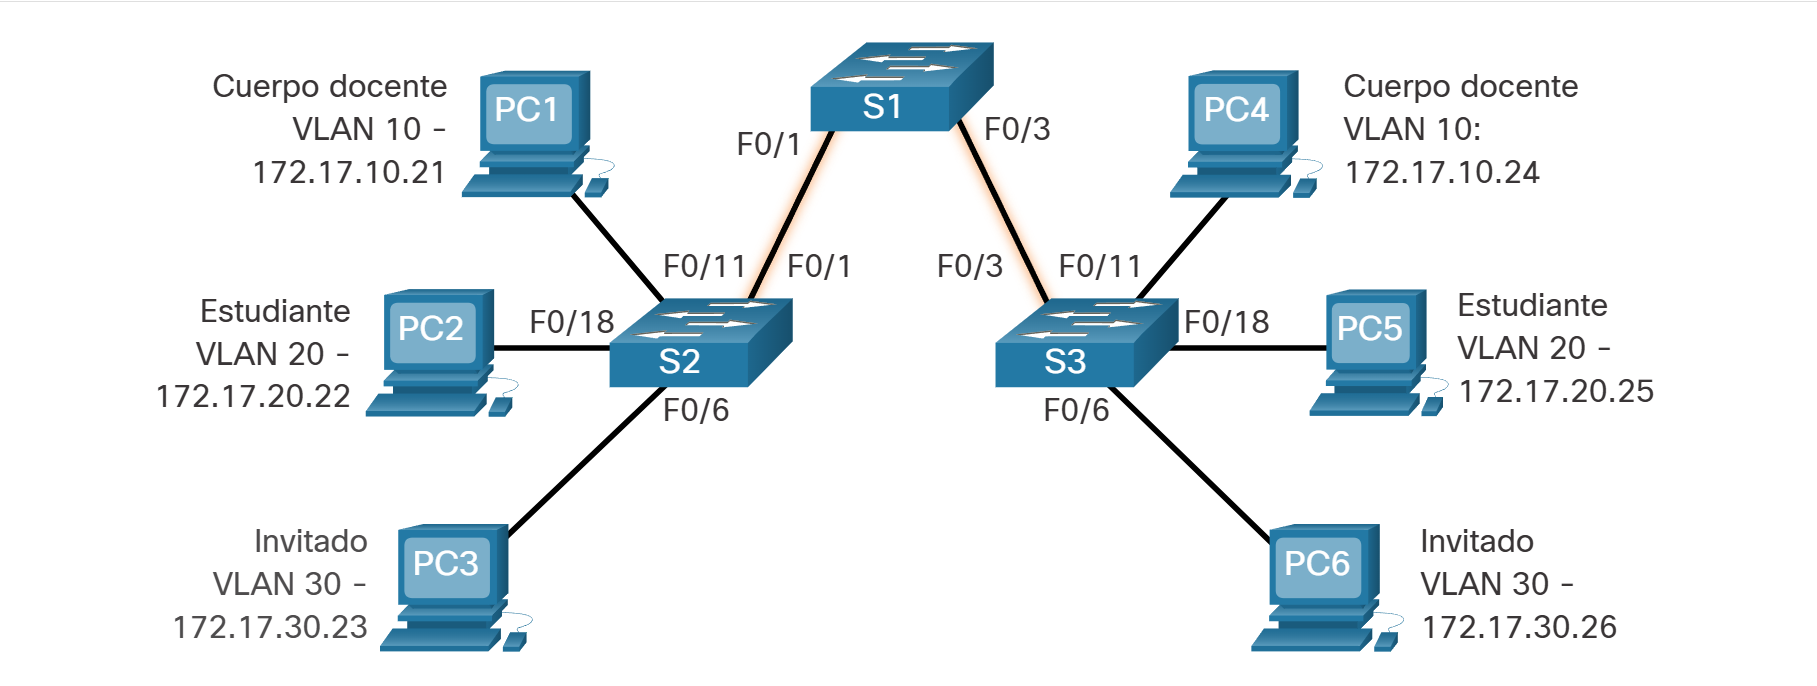 Cuerpo docente
VLAN 10 -
172.17.10.21
PC1
S1
F0/1
F0/3
PC4
Cuerpo docente
VLAN 10:
172.17.10.24
F0/11
F0/1
F0/3
F0/11
Estudiante
VLAN 20 -
172.17.20.22
PC2
F0/18
S2
F0/6
S3
F0/18
F0/6
PC5
Estudiante
VLAN 20 -
172.17.20.25
Invitado
VLAN 30 -
172.17.30.23
PC3
PC6
Invitado
VLAN 30 -
172.17.30.26